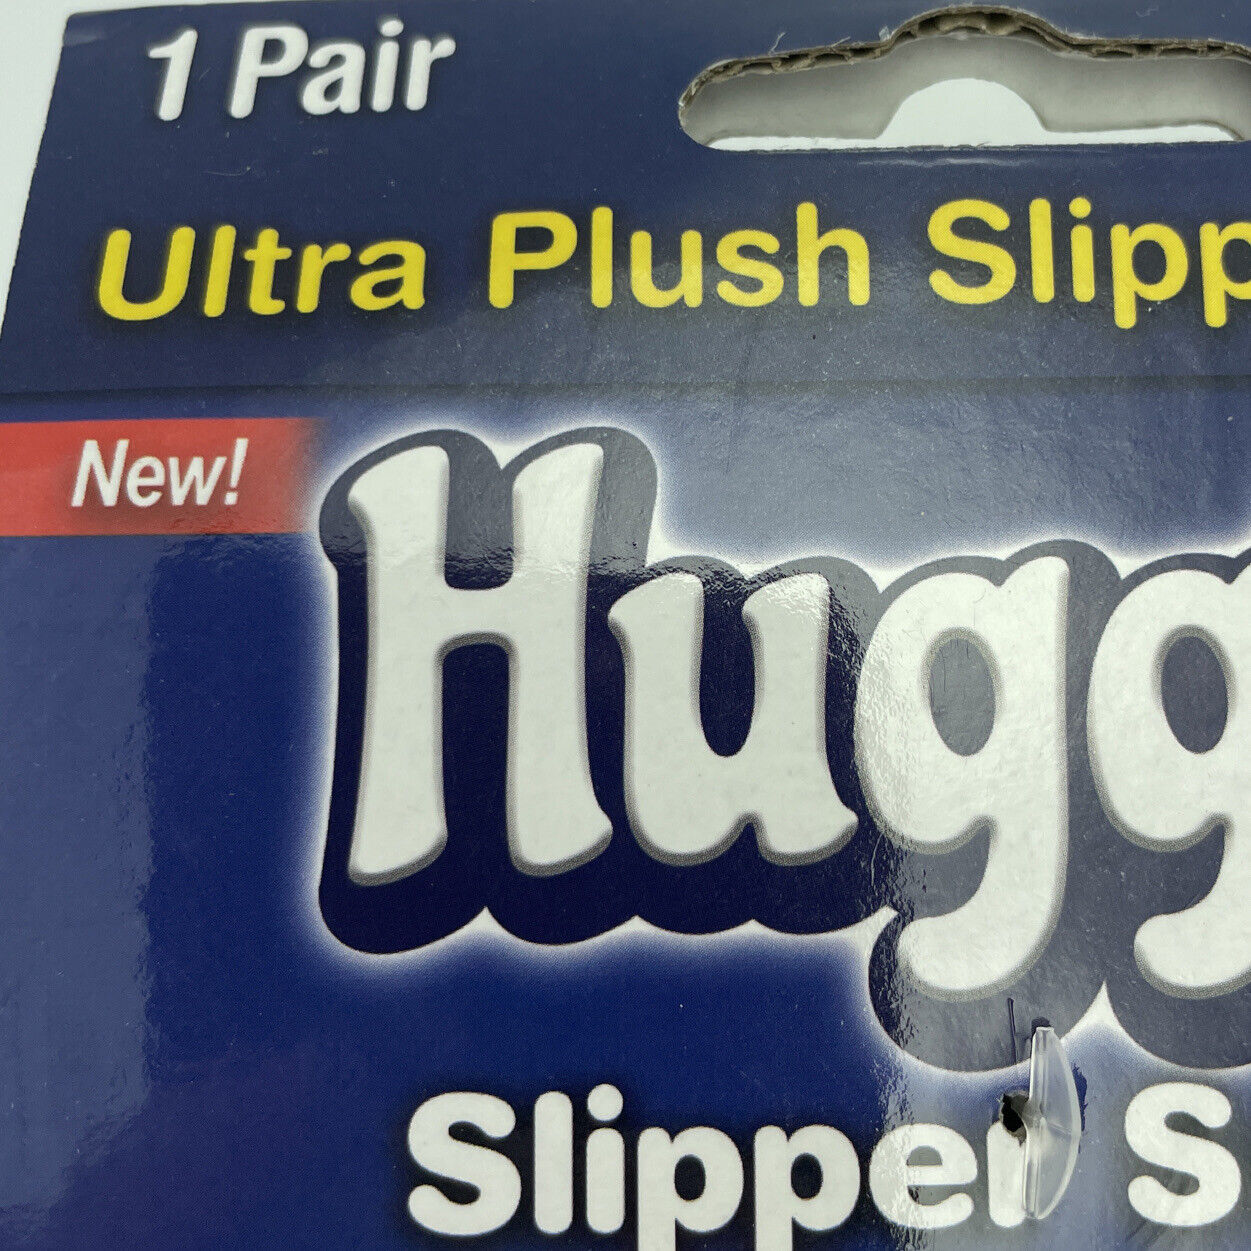 1 Pair
Ultra Plush Slipp
New!
Hugg
Slipper S